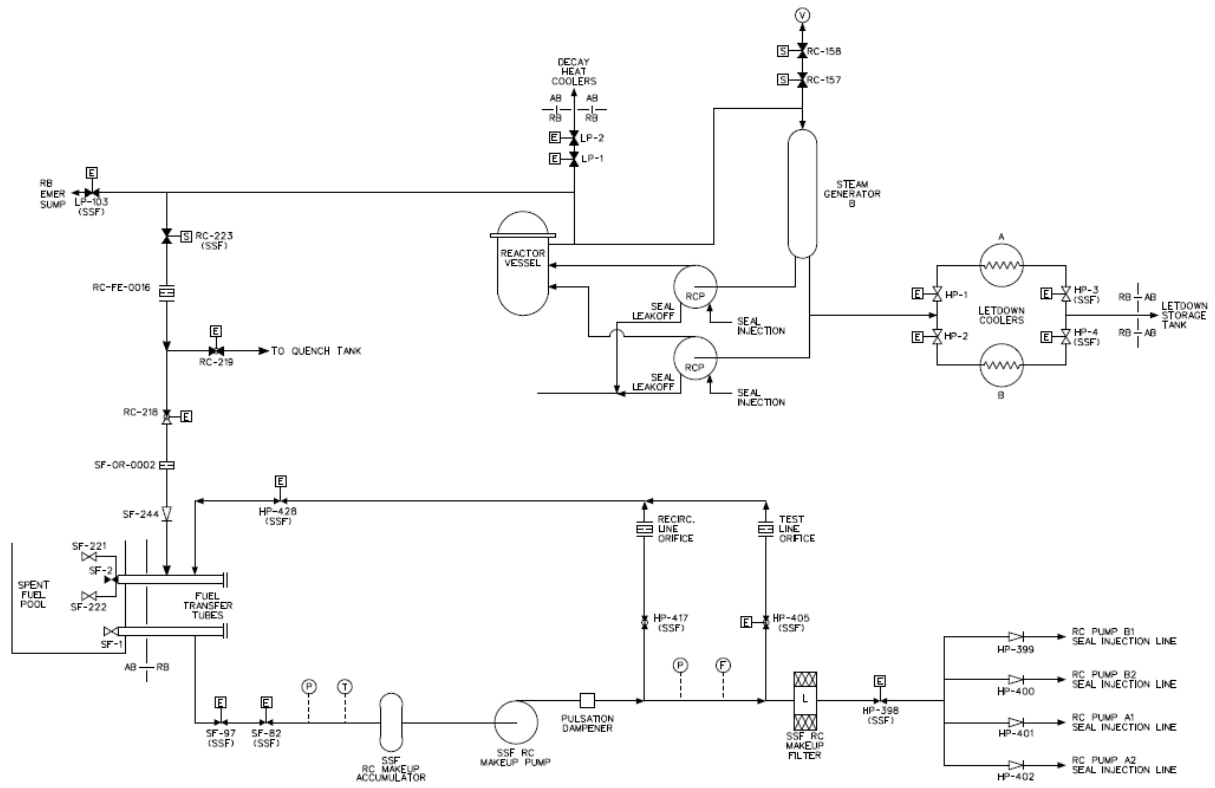 V
S
RC-158
S
RC-157
DECAY
HEAT
COOLERS
AB
AB
RB
RB
E
LP-2
E
LP-1
E
RB
EMER
SUMP
LP-103
(SSF)
S
RC-223
(SSF)
RC-FE-0016
E
RC-219
TO QUENCH TANK
RC-218
E
SF-OR-0002
SF-244
REACTOR
VESSEL
STEAM
GENERATOR
B
RCP
SEAL
LEAKOFF
SEAL
INJECTION
RCP
SEAL
LEAKOFF
SEAL
INJECTION
A
E
HP-1
E
HP-3
(SSF)
LETDOWN
COOLERS
E
HP-2
E
HP-4
(SSF)
B
RB
AB
RB
AB
LETDOWN
STORAGE
TANK
E
HP-428
(SSF)
RECIRC.
LINE
ORIFICE
TEST
LINE
ORIFICE
SF-221
SF-2
SF-222
SPENT
FUEL
POOL
FUEL
TRANSFER
TUBES
SF-1
AB
RB
HP-417
(SSF)
E
HP-405
(SSF)
E
SF-97
(SSF)
E
SF-82
(SSF)
P
T
SSF
RC MAKEUP
ACCUMULATOR
SSF RC
MAKEUP PUMP
PULSATION
DAMPENER
P
F
L
SSF RC
MAKEUP
FILTER
E
HP-398
(SSF)
HP-399
RC PUMP B1
SEAL INJECTION LINE
HP-400
RC PUMP B2
SEAL INJECTION LINE
HP-401
RC PUMP A1
SEAL INJECTION LINE
HP-402
RC PUMP A2
SEAL INJECTION LINE